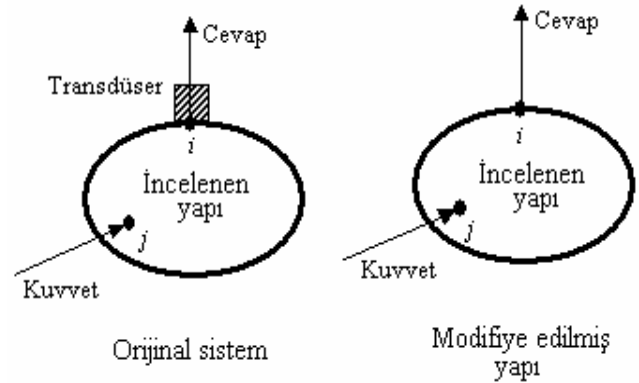 Cevap
Transdüser
i
İncelenen
yapı
j
Kuvvet
Orijinal sistem
Cevap
i
İncelenen
yapı
j
Kuvvet
Modifiye edilmiş
yapı